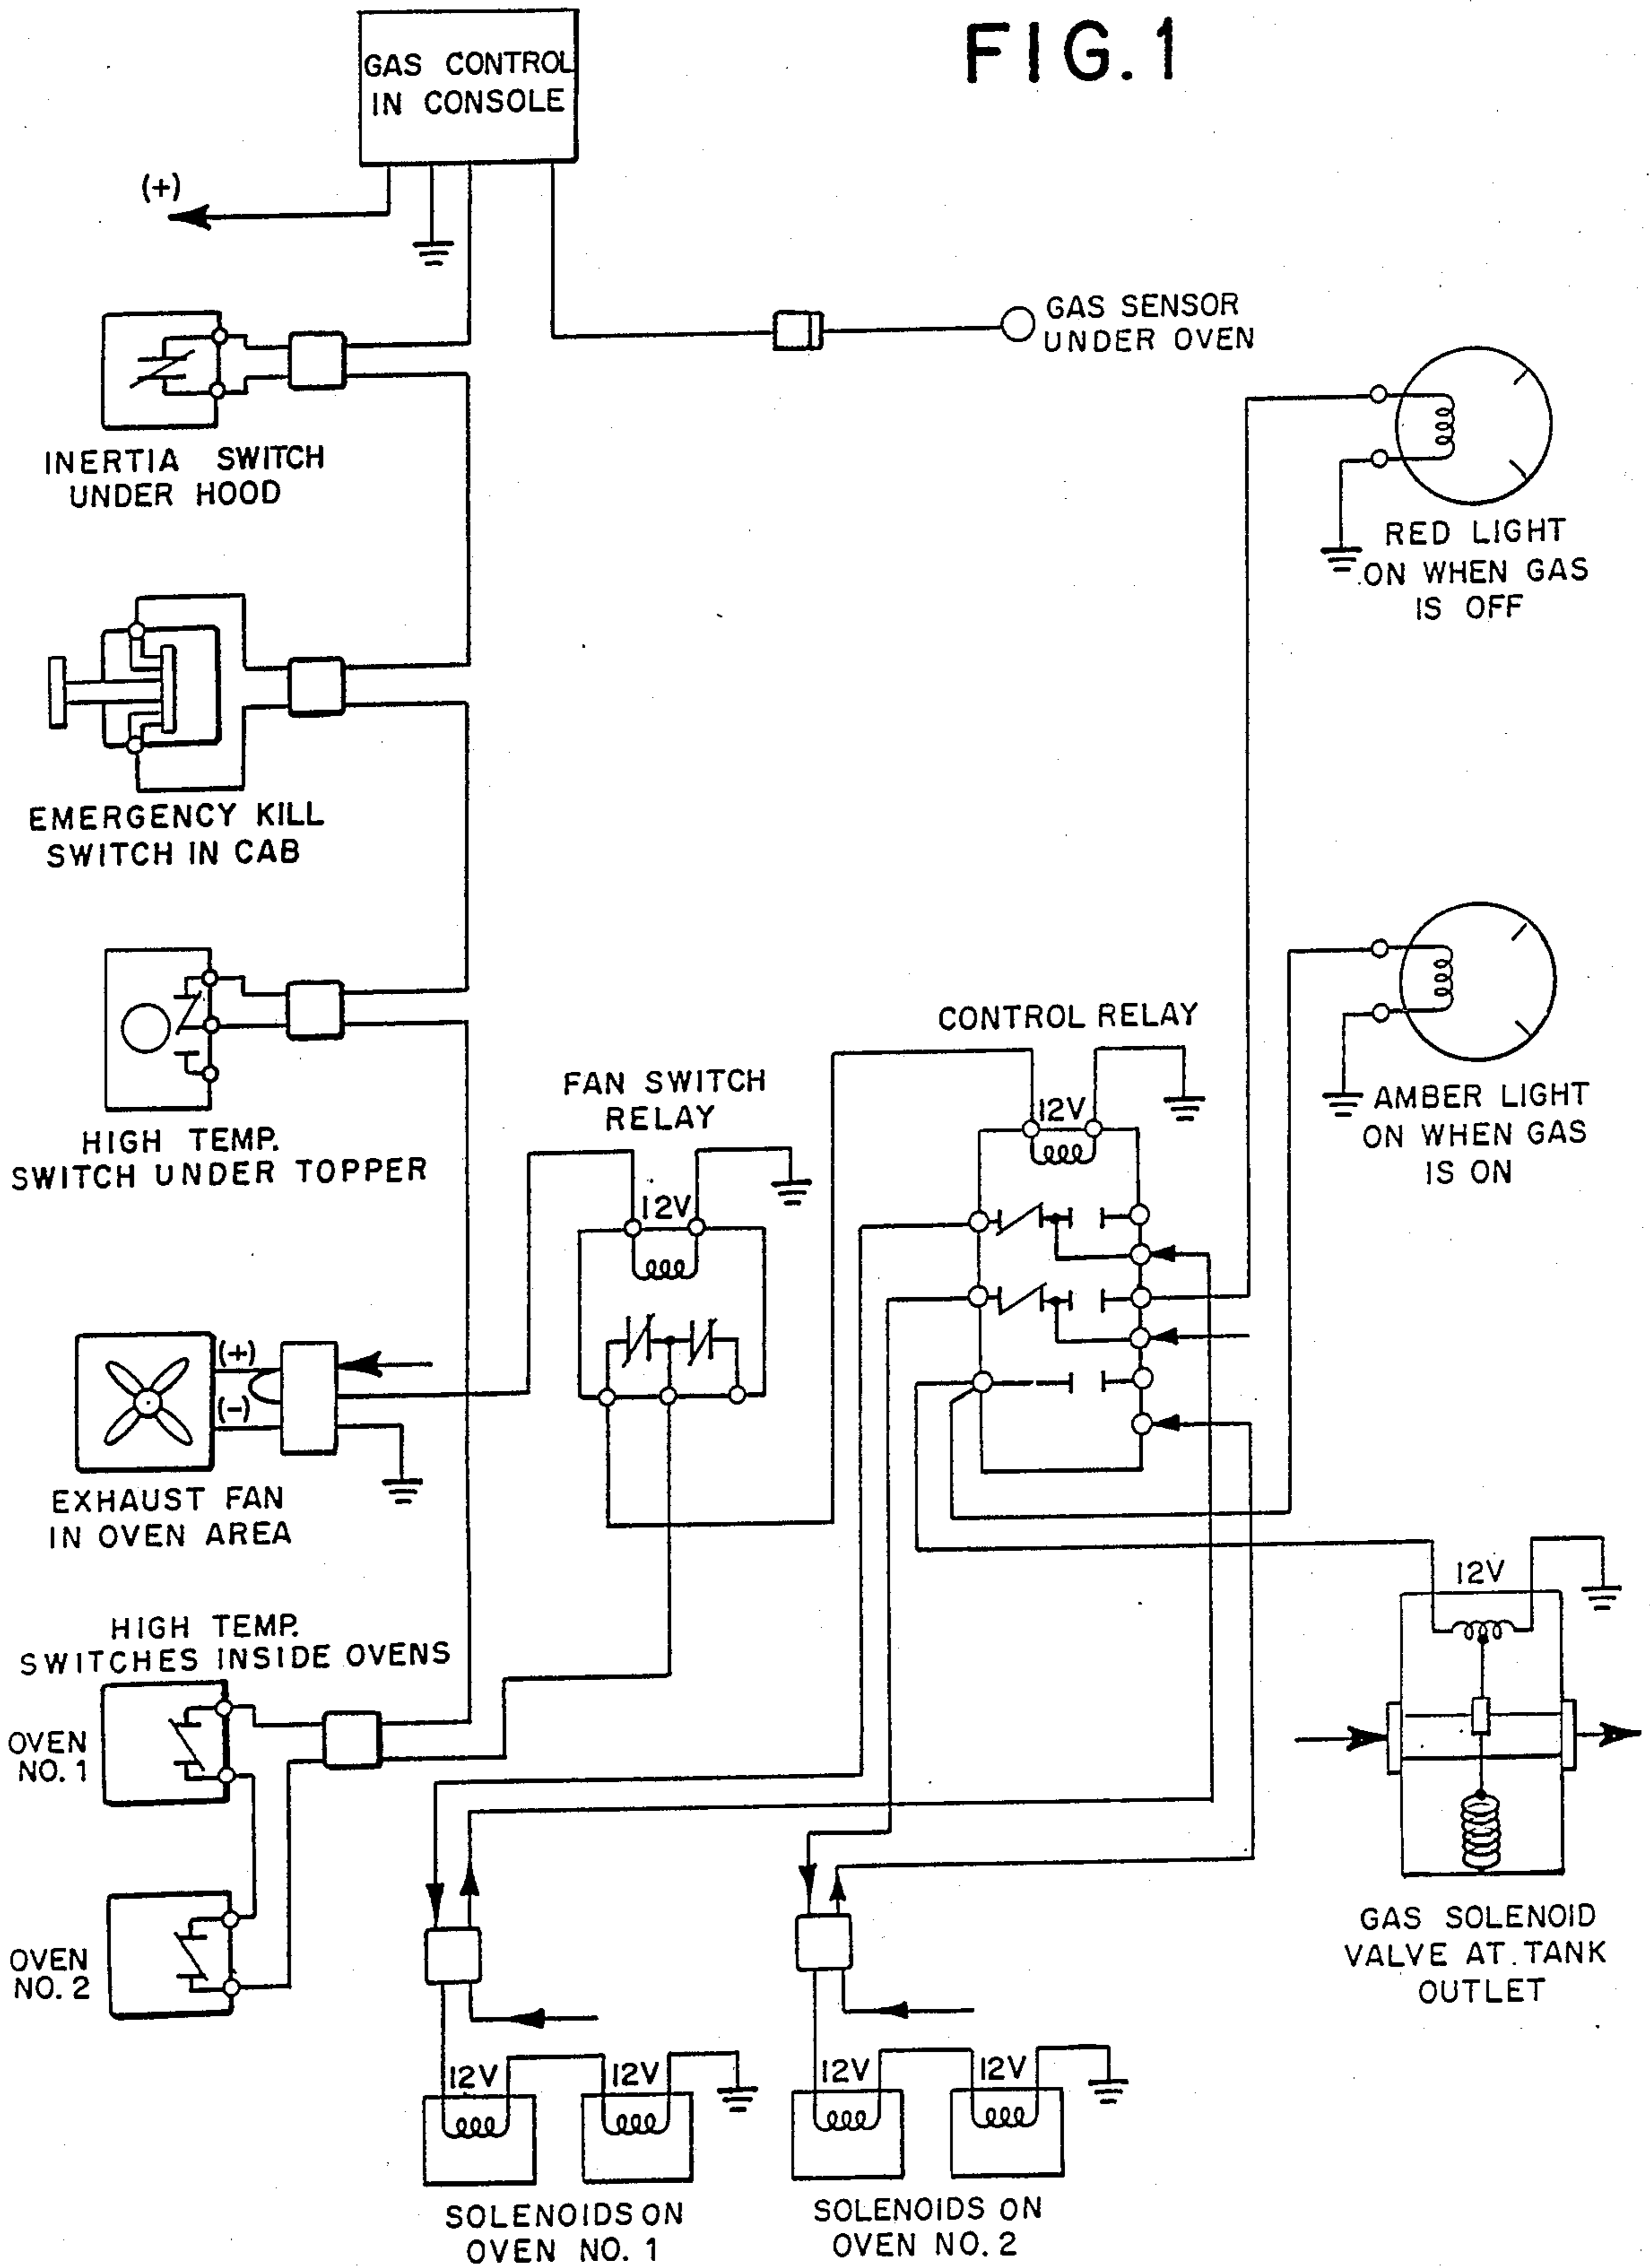 FIG. 1
GAS CONTROL
IN CONSOLE
(+)
GAS SENSOR
UNDER OVEN
INERTIA SWITCH
UNDER HOOD
RED LIGHT
ON WHEN GAS
IS OFF
EMERGENCY KILL
SWITCH IN CAB
CONTROL RELAY
12V
AMBER LIGHT
ON WHEN GAS
IS ON
FAN SWITCH
RELAY
12V
HIGH TEMP.
SWITCH UNDER TOPPER
(+)
(-)
EXHAUST FAN
IN OVEN AREA
HIGH TEMP.
SWITCHES INSIDE OVENS
OVEN
NO. 1
OVEN
NO. 2
12V
GAS SOLENOID
VALVE AT TANK
OUTLET
12V
12V
SOLENOIDS ON
OVEN NO. 1
12V
12V
SOLENOIDS ON
OVEN NO. 2